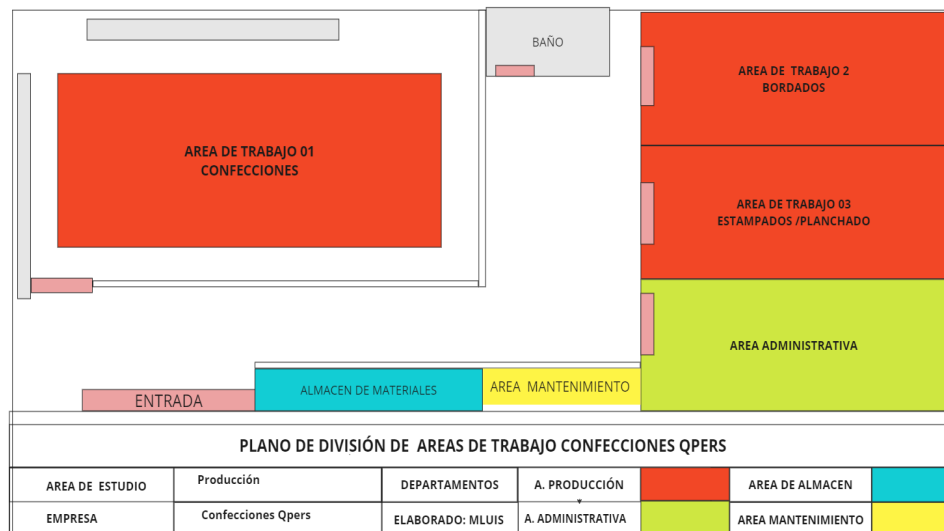 BAÑO
AREA DE TRABAJO 2
BORDADOS
AREA DE TRABAJO 01
CONFECCIONES
AREA DE TRABAJO 03
ESTAMPADOS /PLANCHADO
AREA ADMINISTRATIVA
ENTRADA
ALMACEN DE MATERIALES
AREA MANTENIMIENTO
PLANO DE DIVISIÓN DE AREAS DE TRABAJO CONFECCIONES QPERS
AREA DE ESTUDIO
Producción
DEPARTAMENTOS
A. PRODUCCIÓN
AREA DE ALMACEN
EMPRESA
Confecciones Qpers
ELABORADO: MLUIS
A. ADMINISTRATIVA
AREA MANTENIMIENTO